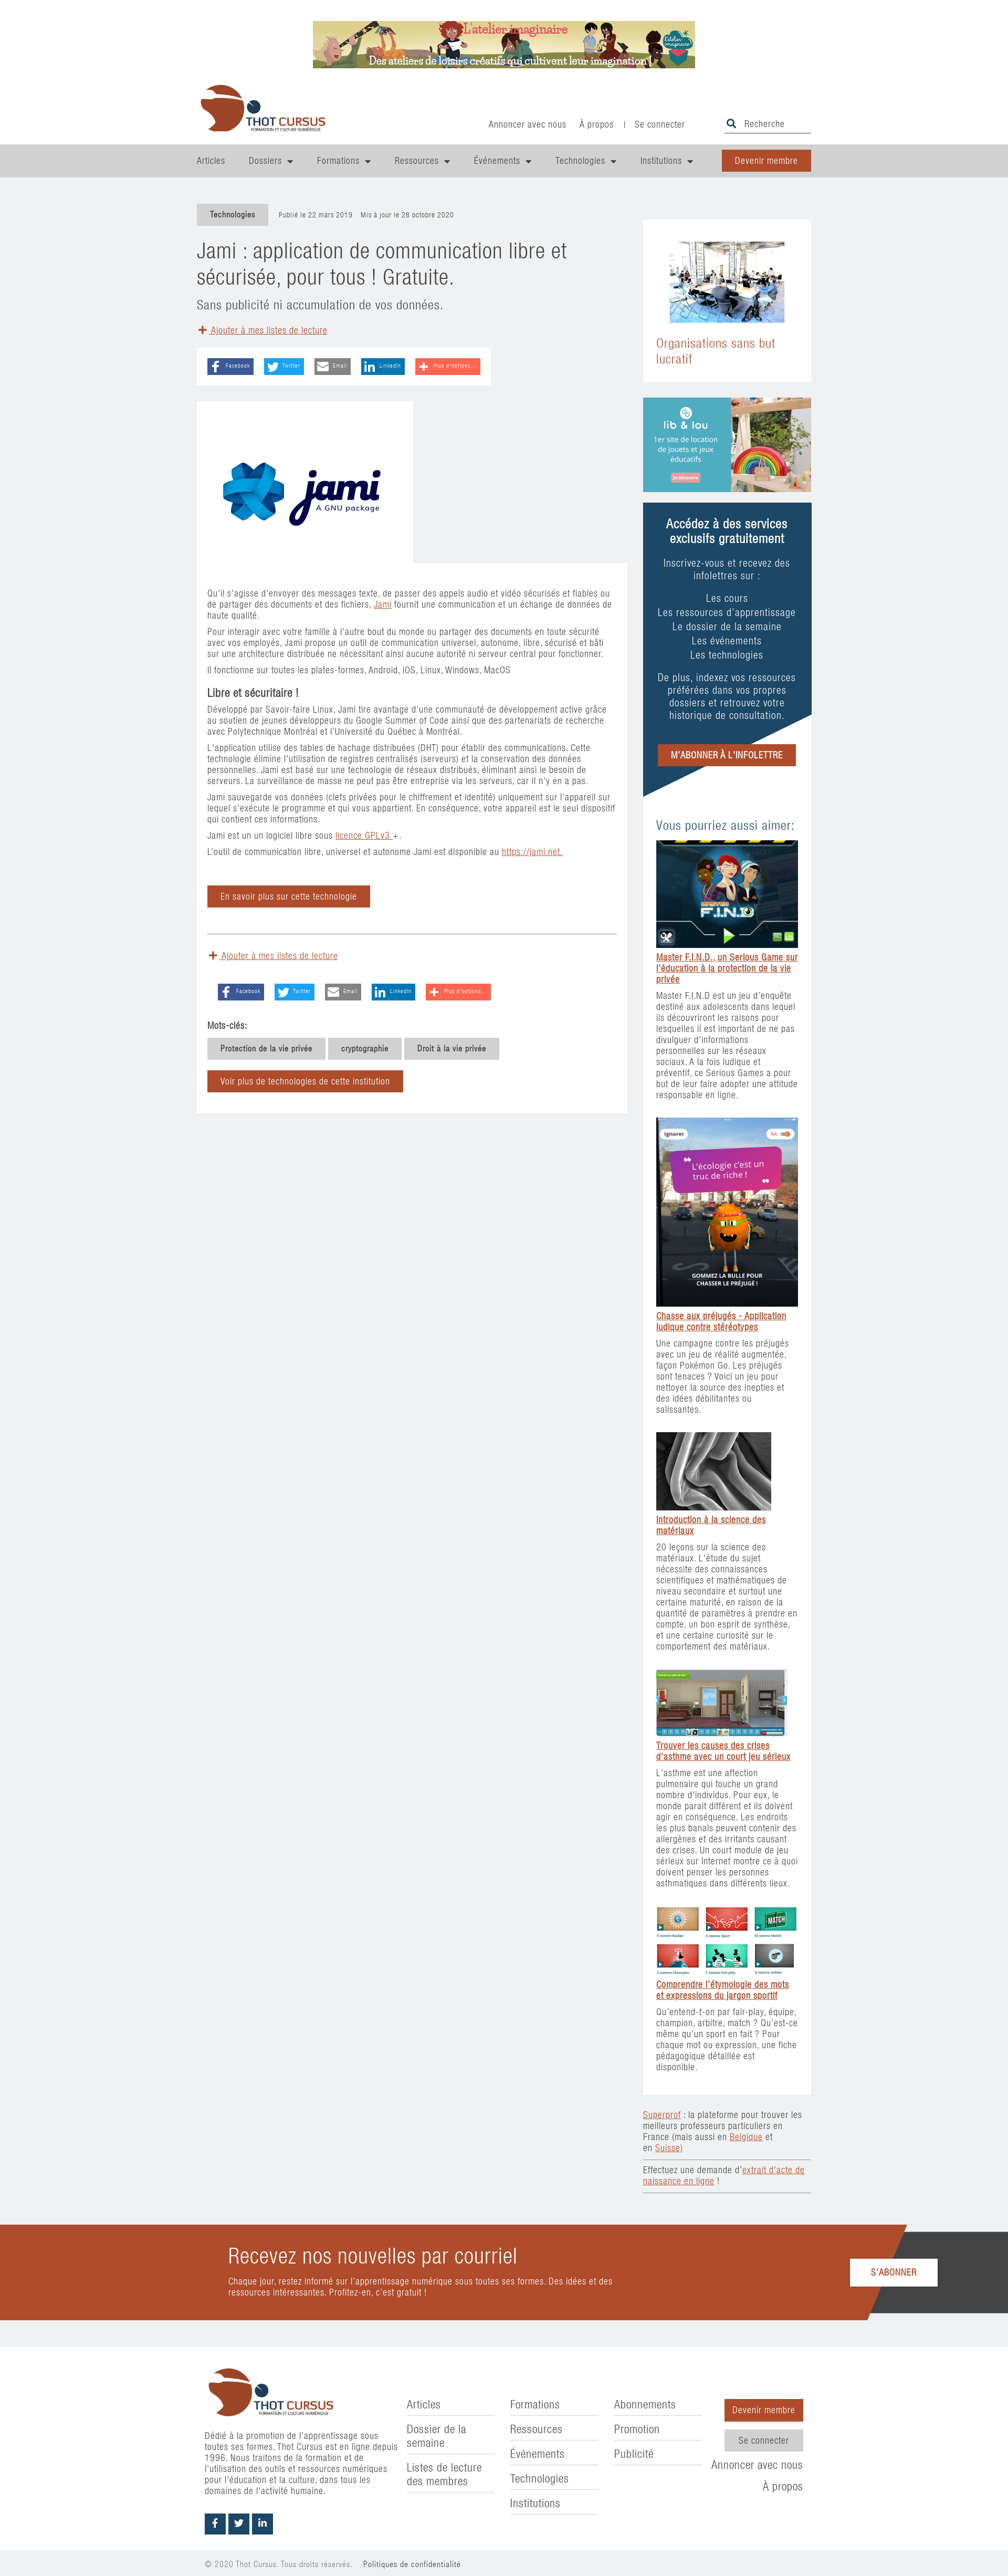 L'atelier imaginaire
Des ateliers de loisirs créatifs qui cultivent leur imagination
THOT CURSUS
FORMATION ET CULTURE NUMÉRIQUE
Annoncer avec nous À propos | Se connecter Recherche
Articles Dossiers Formations Ressources Événements Technologies Institutions Devenir membre
Technologies Publié le 22 mars 2019 Mis à jour le 28 octobre 2020
Jami : application de communication libre et
sécurisée, pour tous ! Gratuite.
Sans publicité ni accumulation de vos données.
Ajouter à mes listes de lecture
Facebook Twitter Email LinkedIn Plus d'options...
jami
A GNU package
Qu'il s'agisse d'envoyer des messages texte, de passer des appels audio et vidéo sécurisés et fiables ou
de partager des documents et des fichiers, Jami fournit une communication et un échange de données de
haute qualité.
Pour interagir avec votre famille à l'autre bout du monde ou partager des documents en toute sécurité
avec vos employés, Jami propose un outil de communication universel, autonome, libre, sécurisé et bâti
sur une architecture distribuée ne nécessitant ainsi aucune autorité ni serveur central pour fonctionner.
Il fonctionne sur toutes les plates-formes, Android, iOS, Linux, Windows, MacOS
Libre et sécuritaire !
Développé par Savoir-faire Linux, Jami tire avantage d'une communauté de développement active grâce
au soutien de jeunes développeurs du Google Summer of Code ainsi que des partenariats de recherche
avec Polytechnique Montréal et l'Université du Québec à Montréal.
L'application utilise des tables de hachage distribuées (DHT) pour établir des communications. Cette
technologie élimine l'utilisation de registres centralisés (serveurs) et la conservation des données
personnelles. Jami est basé sur une technologie de réseaux distribués, éliminant ainsi le besoin de
serveurs. La surveillance de masse ne peut pas être entreprise via les serveurs, car il n'y en a pas.
Jami sauvegarde vos données (clefs privées pour le chiffrement et identité) uniquement sur l'appareil sur
lequel s'exécute le programme et qui vous appartient. En conséquence, votre appareil est le seul dispositif
qui contient ces informations.
Jami est un un logiciel libre sous licence GPLv3 +.
L'outil de communication libre, universel et autonome Jami est disponible au https://jami.net.
En savoir plus sur cette technologie
Ajouter à mes listes de lecture
Facebook Twitter Email LinkedIn Plus d'options...
Mots-clés:
Protection de la vie privée cryptographie Droit à la vie privée
Voir plus de technologies de cette institution
Organisations sans but
lucratif
lib & lou
1er site de location
de jouets et jeux
éducatifs
je découvre
Accédez à des services
exclusifs gratuitement
Inscrivez-vous et recevez des
infolettres sur :
Les cours
Les ressources d'apprentissage
Le dossier de la semaine
Les événements
Les technologies
De plus, indexez vos ressources
préférées dans vos propres
dossiers et retrouvez votre
historique de consultation.
M'ABONNER À L'INFOLETTRE
Vous pourriez aussi aimer:
MASTER
F.I.N.D
Master F.I.N.D., un Serious Game sur
l'éducation à la protection de la vie
privée
Master F.I.N.D est un jeu d'enquête
destiné aux adolescents dans lequel
ils découvriront les raisons pour
lesquelles il est important de ne pas
divulguer d'informations
personnelles sur les réseaux
sociaux. A la fois ludique et
préventif, ce Serious Games a pour
but de leur faire adopter une attitude
responsable en ligne.
Ignorer RA
L'écologie c'est un
truc de riche !
GOMMEZ LA BULLE POUR
CHASSER LE PRÉJUGÉ !
Chasse aux préjugés - Application
ludique contre stéréotypes
Une campagne contre les préjugés
avec un jeu de réalité augmentée,
façon Pokémon Go. Les préjugés
sont tenaces ? Voici un jeu pour
nettoyer la source des inepties et
des idées débilitantes ou
salissantes.
Introduction à la science des
matériaux
20 leçons sur la science des
matériaux. L'étude du sujet
nécessite des connaissances
scientifiques et mathématiques de
niveau secondaire et surtout une
certaine maturité, en raison de la
quantité de paramètres à prendre en
compte, un bon esprit de synthèse,
et une certaine curiosité sur le
comportement des matériaux.
Trouver les causes des crises
d'asthme avec un court jeu sérieux
L'asthme est une affection
pulmonaire qui touche un grand
nombre d'individus. Pour eux, le
monde parait différent et ils doivent
agir en conséquence. Les endroits
les plus banals peuvent contenir des
allergènes et des irritants causant
des crises. Un court module de jeu
sérieux sur Internet montre ce à quoi
doivent penser les personnes
asthmatiques dans différents lieux.
MATCH
Comprendre l'étymologie des mots
et expressions du jargon sportif
Qu'entend-t-on par fair-play, équipe,
champion, arbitre, match ? Qu'est-ce
même qu'un sport en fait ? Pour
chaque mot ou expression, une fiche
pédagogique détaillée est
disponible.
Superprof : la plateforme pour trouver les
meilleurs professeurs particuliers en
France (mais aussi en Belgique et
en Suisse)
Effectuez une demande d'extrait d'acte de
naissance en ligne !
Recevez nos nouvelles par courriel
Chaque jour, restez informé sur l'apprentissage numérique sous toutes ses formes. Des idées et des
ressources intéressantes. Profitez-en, c'est gratuit !
S'ABONNER
THOT CURSUS
FORMATION ET CULTURE NUMÉRIQUE
Dédié à la promotion de l'apprentissage sous
toutes ses formes, Thot Cursus est en ligne depuis
1996. Nous traitons de la formation et de
l'utilisation des outils et ressources numériques
pour l'éducation et la culture, dans tous les
domaines de l'activité humaine.
Articles
Dossier de la
semaine
Listes de lecture
des membres
Formations
Ressources
Événements
Technologies
Institutions
Abonnements
Promotion
Publicité
Devenir membre
Se connecter
Annoncer avec nous
À propos
© 2020 Thot Cursus. Tous droits réservés. Politiques de confidentialité